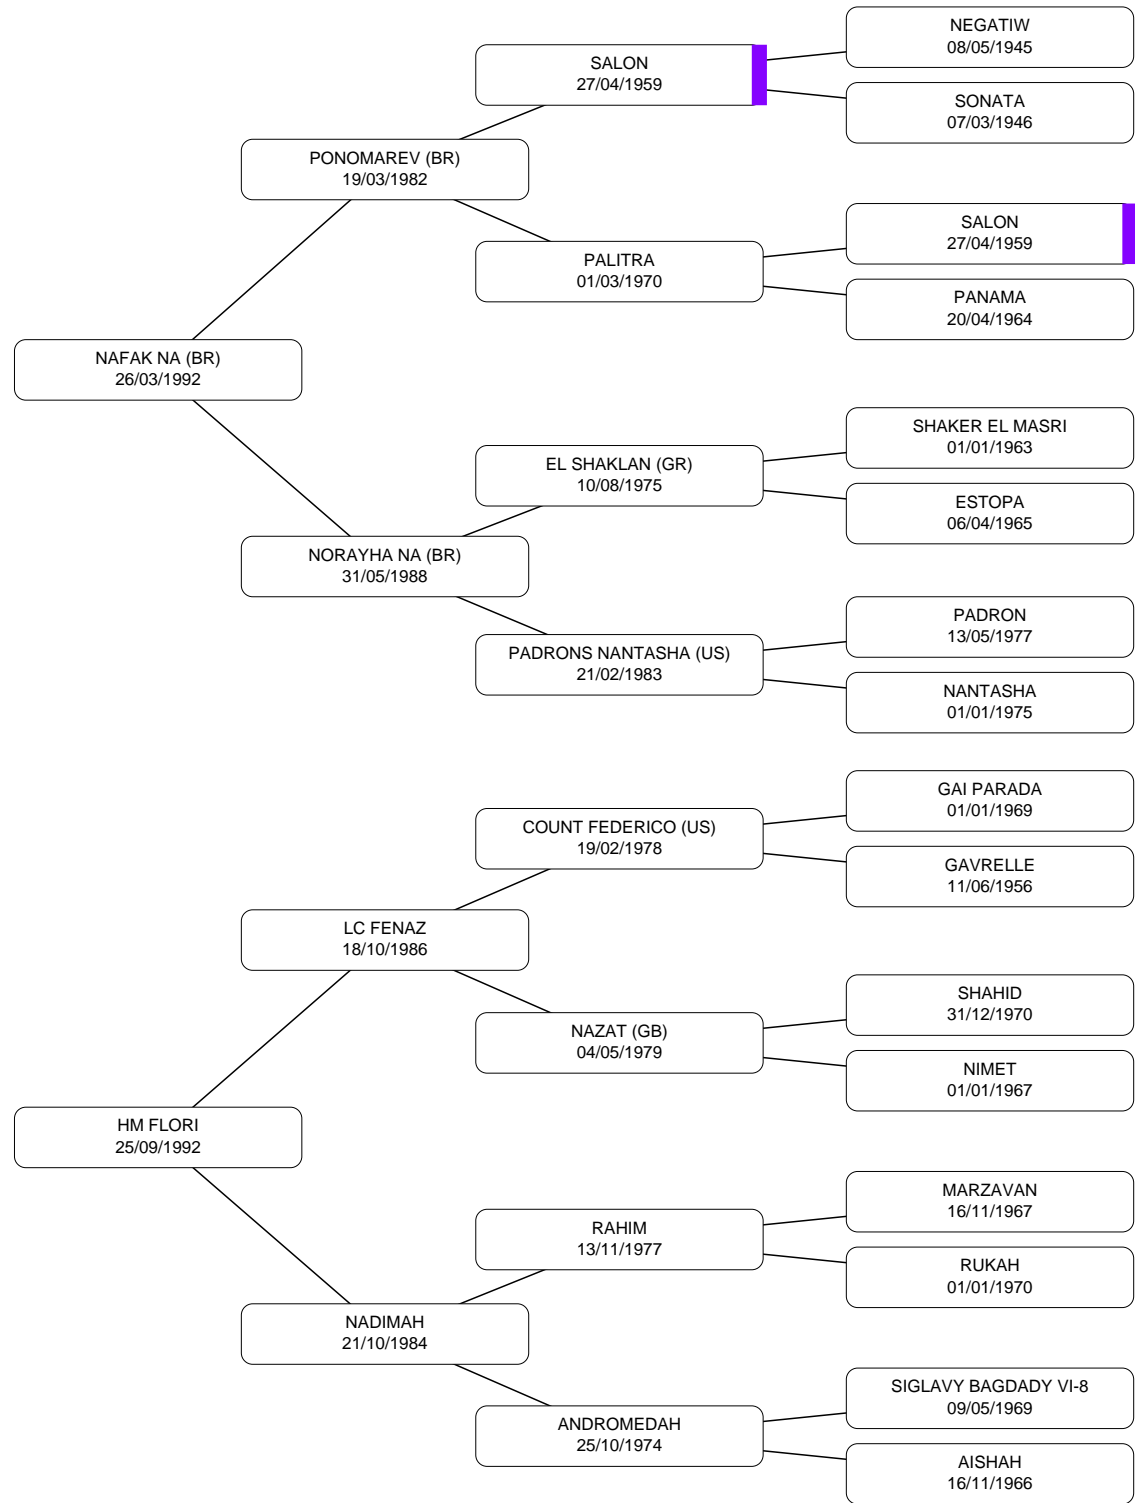 NEGATIW
08/05/1945
SALON
27/04/1959
SONATA
07/03/1946
PONOMAREV (BR)
19/03/1982
SALON
27/04/1959
PALITRA
01/03/1970
PANAMA
20/04/1964
NAFAK NA (BR)
26/03/1992
SHAKER EL MASRI
01/01/1963
EL SHAKLAN (GR)
10/08/1975
ESTOPA
06/04/1965
NORAYHA NA (BR)
31/05/1988
PADRON
13/05/1977
PADRONS NANTASHA (US)
21/02/1983
NANTASHA
01/01/1975
GAI PARADA
01/01/1969
COUNT FEDERICO (US)
19/02/1978
GAVRELLE
11/06/1956
LC FENAZ
18/10/1986
SHAHID
31/12/1970
NAZAT (GB)
04/05/1979
NIMET
01/01/1967
HM FLORI
25/09/1992
MARZAVAN
16/11/1967
RAHIM
13/11/1977
RUKAH
01/01/1970
NADIMAH
21/10/1984
SIGLAVY BAGDADY VI-8
09/05/1969
ANDROMEDAH
25/10/1974
AISHAH
16/11/1966